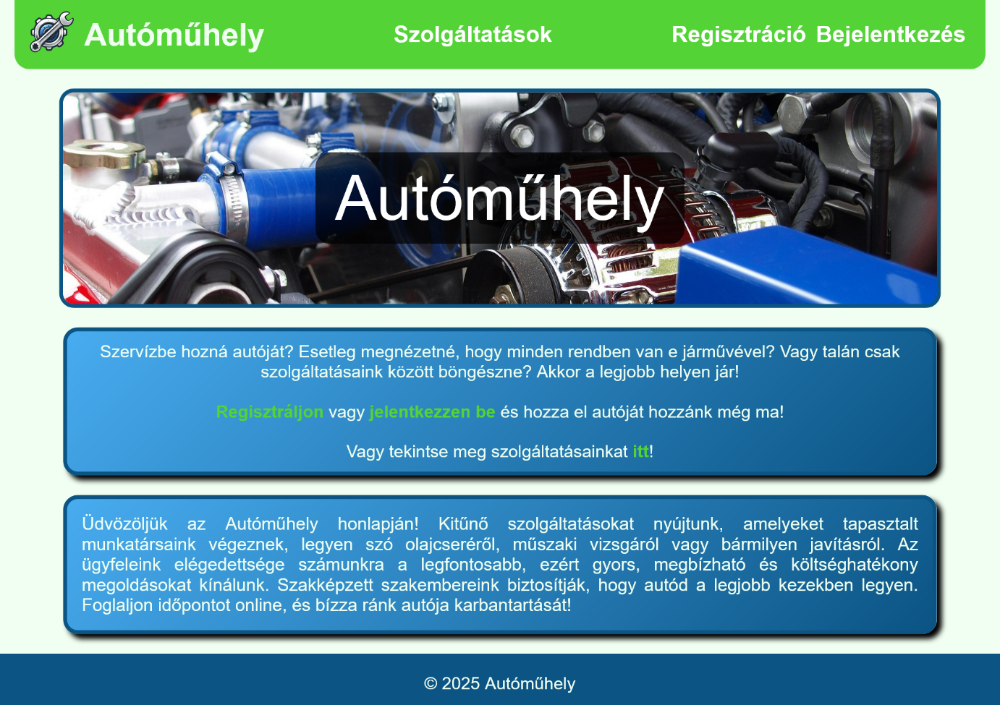 Autóműhely
Szolgáltatások
Regisztráció Bejelentkezés
Autóműhely
Szervízbe hozná autóját? Esetleg megnézetné, hogy minden rendben van e járművével? Vagy talán csak
szolgáltatásaink között böngészne? Akkor a legjobb helyen jár!
Regisztráljon vagy jelentkezzen be és hozza el autóját hozzánk még ma!
Vagy tekintse meg szolgáltatásainkat itt!
Üdvözöljük az Autóműhely honlapján! Kitűnő szolgáltatásokat nyújtunk, amelyeket tapasztalt
munkatársaink végeznek, legyen szó olajcseréről, műszaki vizsgáról vagy bármilyen javításról. Az
ügyfeleink elégedettsége számunkra a legfontosabb, ezért gyors, megbízható és költséghatékony
megoldásokat kínálunk. Szakképzett szakembereink biztosítják, hogy autód a legjobb kezekben legyen.
Foglaljon időpontot online, és bízza ránk autója karbantartását!
© 2025 Autóműhely